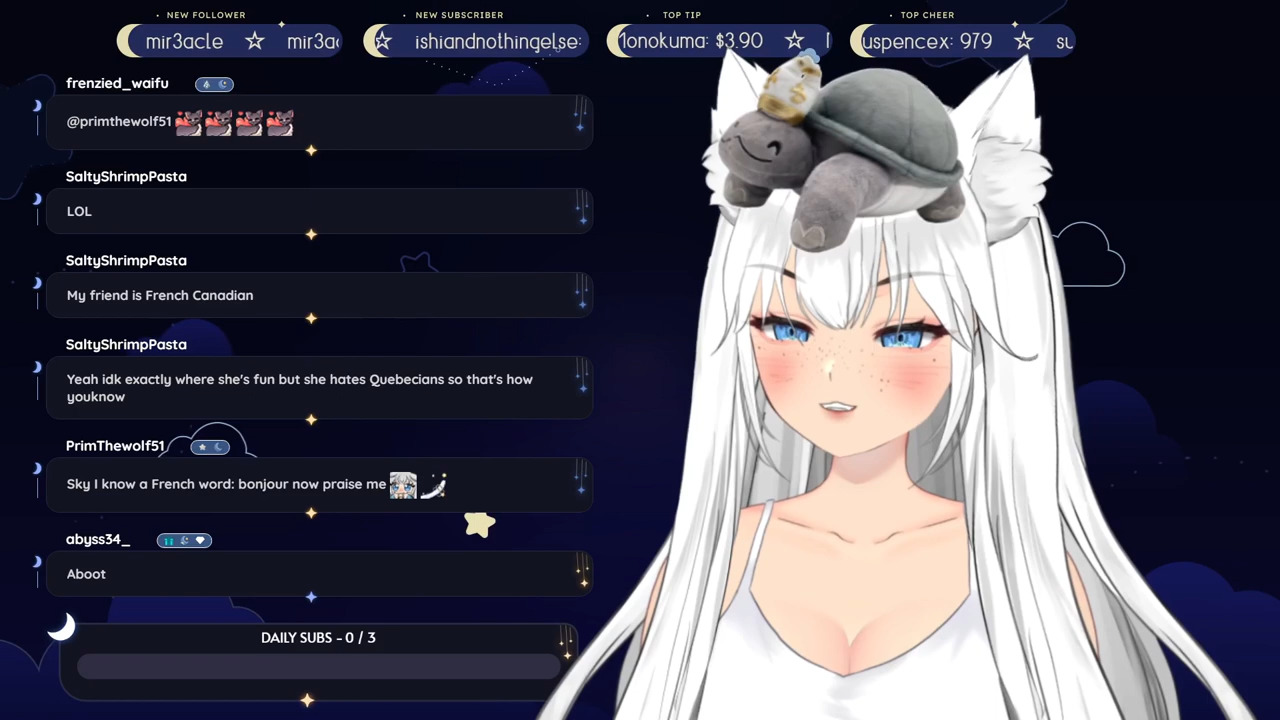 NEW FOLLOWER
mir3acle
NEW SUBSCRIBER
ishiandnothingelse:
TOP TIP
Monokuma: $3.90
TOP CHEER
uspencex: 979
frenzied_waifu
@primthewolf51
SaltyShrimpPasta
LOL
SaltyShrimpPasta
My friend is French Canadian
SaltyShrimpPasta
Yeah idk exactly where she's fun but she hates Quebecians so that's how
youknow
PrimThewolf51
Sky I know a French word: bonjour now praise me
abyss34_
Aboot
DAILY SUBS - 0 / 3